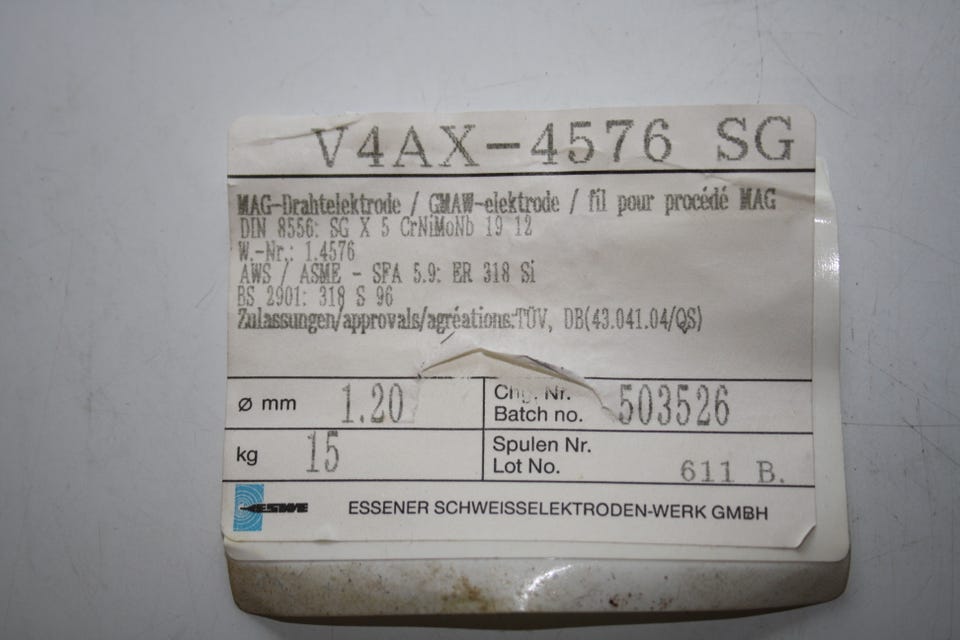 V4AX-4576 SG
MAG-Drahtelektrode / GMAW-elektrode / fil pour procédé MAG
DIN 8556: SG X 5 CrNiMoNb 19 12
W.-Nr.: 1.4576
AWS / ASME - SFA 5.9: ER 318 Si
BS 2901: 318 S 96
Zulassungen/approvals/agréations:TÜV, DB(43.041.04/QS)
Ø mm 1.20
Chg. Nr.
Batch no. 503526
kg 15
Spulen Nr.
Lot No. 611 B.
ESWE ESSENER SCHWEISSELEKTRODEN-WERK GMBH